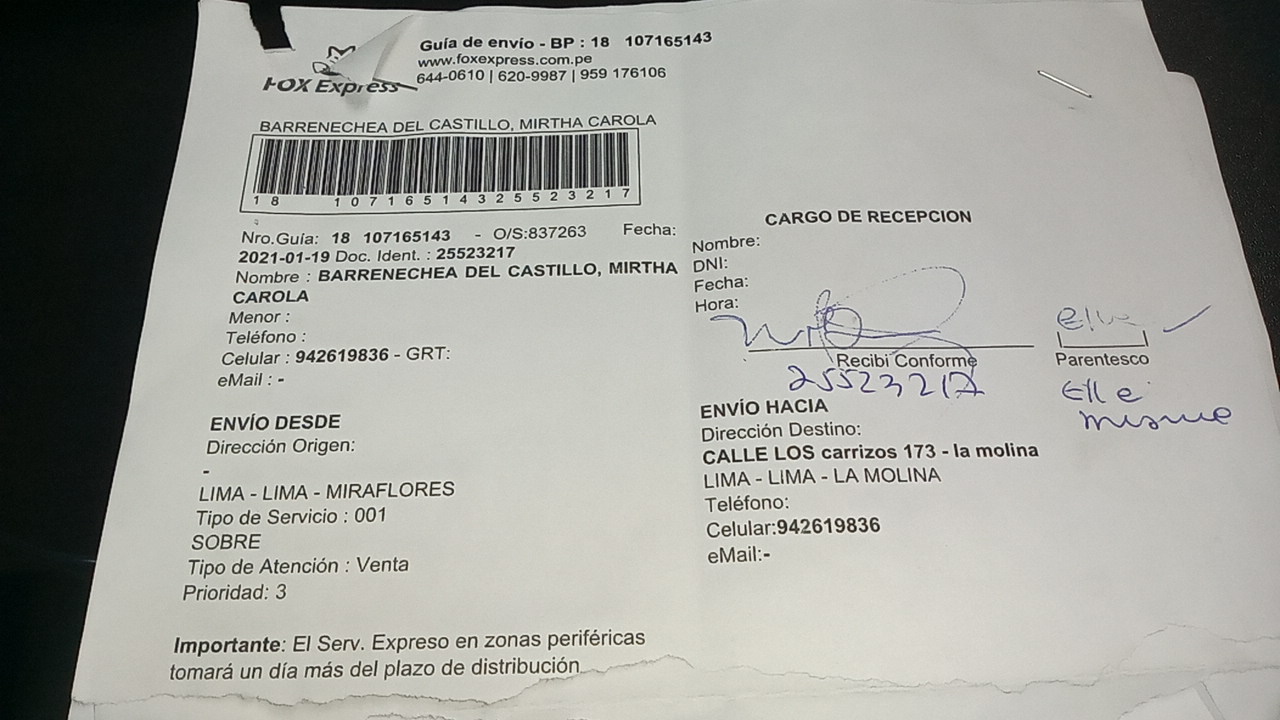 FOX Express
Guía de envío - BP : 18 107165143
www.foxexpress.com.pe
644-0610 | 620-9987 | 959 176106
BARRENECHEA DEL CASTILLO, MIRTHA CAROLA
18 10716514325523217
Nro.Guía: 18 107165143 - O/S:837263 Fecha:
2021-01-19 Doc. Ident. : 25523217
Nombre : BARRENECHEA DEL CASTILLO, MIRTHA
CAROLA
Menor :
Teléfono :
Celular : 942619836 - GRT:
eMail : -
ENVÍO DESDE
Dirección Origen:
-
LIMA - LIMA - MIRAFLORES
Tipo de Servicio : 001
SOBRE
Tipo de Atención : Venta
Prioridad: 3
Importante: El Serv. Expreso en zonas periféricas
tomará un día más del plazo de distribución
CARGO DE RECEPCION
Nombre:
DNI:
Fecha:
Hora:
Recibi Conforme
Parentesco
25523217
Ella
misma
ENVÍO HACIA
Dirección Destino:
CALLE LOS carrizos 173 - la molina
LIMA - LIMA - LA MOLINA
Teléfono:
Celular:942619836
eMail:-